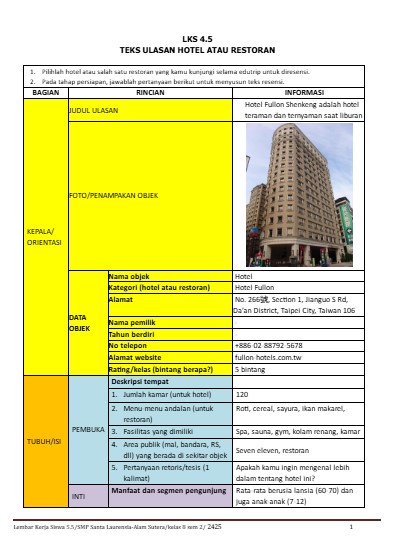 LKS 4.5
TEKS ULASAN HOTEL ATAU RESTORAN
1. Pilihlah hotel atau salah satu restoran yang kamu kunjungi selama edutrip untuk diresensi.
2. Pada tahap persiapan, jawablah pertanyaan berikut untuk menyusun teks resensi.
BAGIAN RINCIAN INFORMASI
KEPALA/
ORIENTASI
JUDUL ULASAN
Hotel Fullon Shenkeng adalah hotel
teraman dan ternyaman saat liburan
FOTO/PENAMPAKAN OBJEK
DATA
OBJEK
Nama objek Hotel
Kategori (hotel atau restoran) Hotel Fullon
Alamat No. 266號, Section 1, Jianguo S Rd,
Da'an District, Taipei City, Taiwan 106
Nama pemilik
Tahun berdiri
No telepon +886 02 88792 5678
Alamat website fullon hotels.com.tw
Rating/kelas (bintang berapa?) 5 bintang
TUBUH/ISI
PEMBUKA
Deskripsi tempat
1. Jumlah kamar (untuk hotel) 120
2. Menu menu andalan (untuk
restoran)
Roti, cereal, sayura, ikan makarel,
3. Fasilitas yang dimiliki Spa, sauna, gym, kolam renang, kamar
4. Area publik (mal, bandara, RS,
dll) yang berada di sekitar objek
Seven eleven, restoran
5. Pertanyaan retoris/tesis (1
kalimat)
Apakah kamu ingin mengenal lebih
dalam tentang hotel ini?
INTI
Manfaat dan segmen pengunjung
Rata rata berusia lansia (60 70) dan
juga anak anak (7 12)
Lembar Kerja Siswa 5.5/SMP Santa Laurensia-Alam Sutera/kelas 8 sem 2/ 2425 1